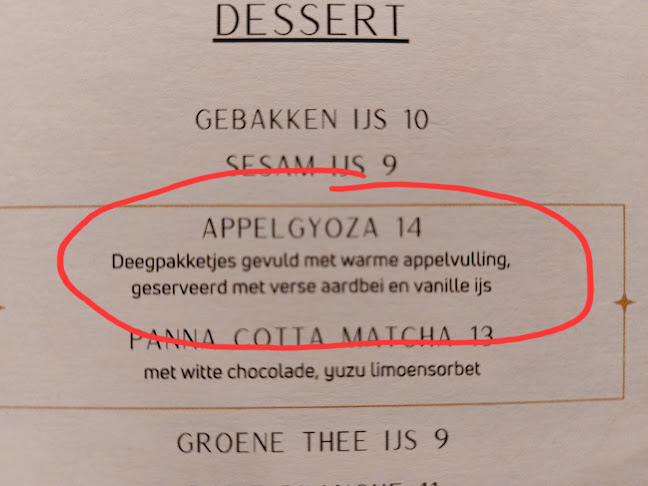 DESSERT
GEBAKKEN IJS 10
SESAM IJS 9
APPELGYOZA 14
Deegpakketjes gevuld met warme appelvulling,
geserveerd met verse aardbei en vanille ijs
PANNA COTTA MATCHA 13
met witte chocolade, yuzu limoensorbet
GROENE THEE IJS 9